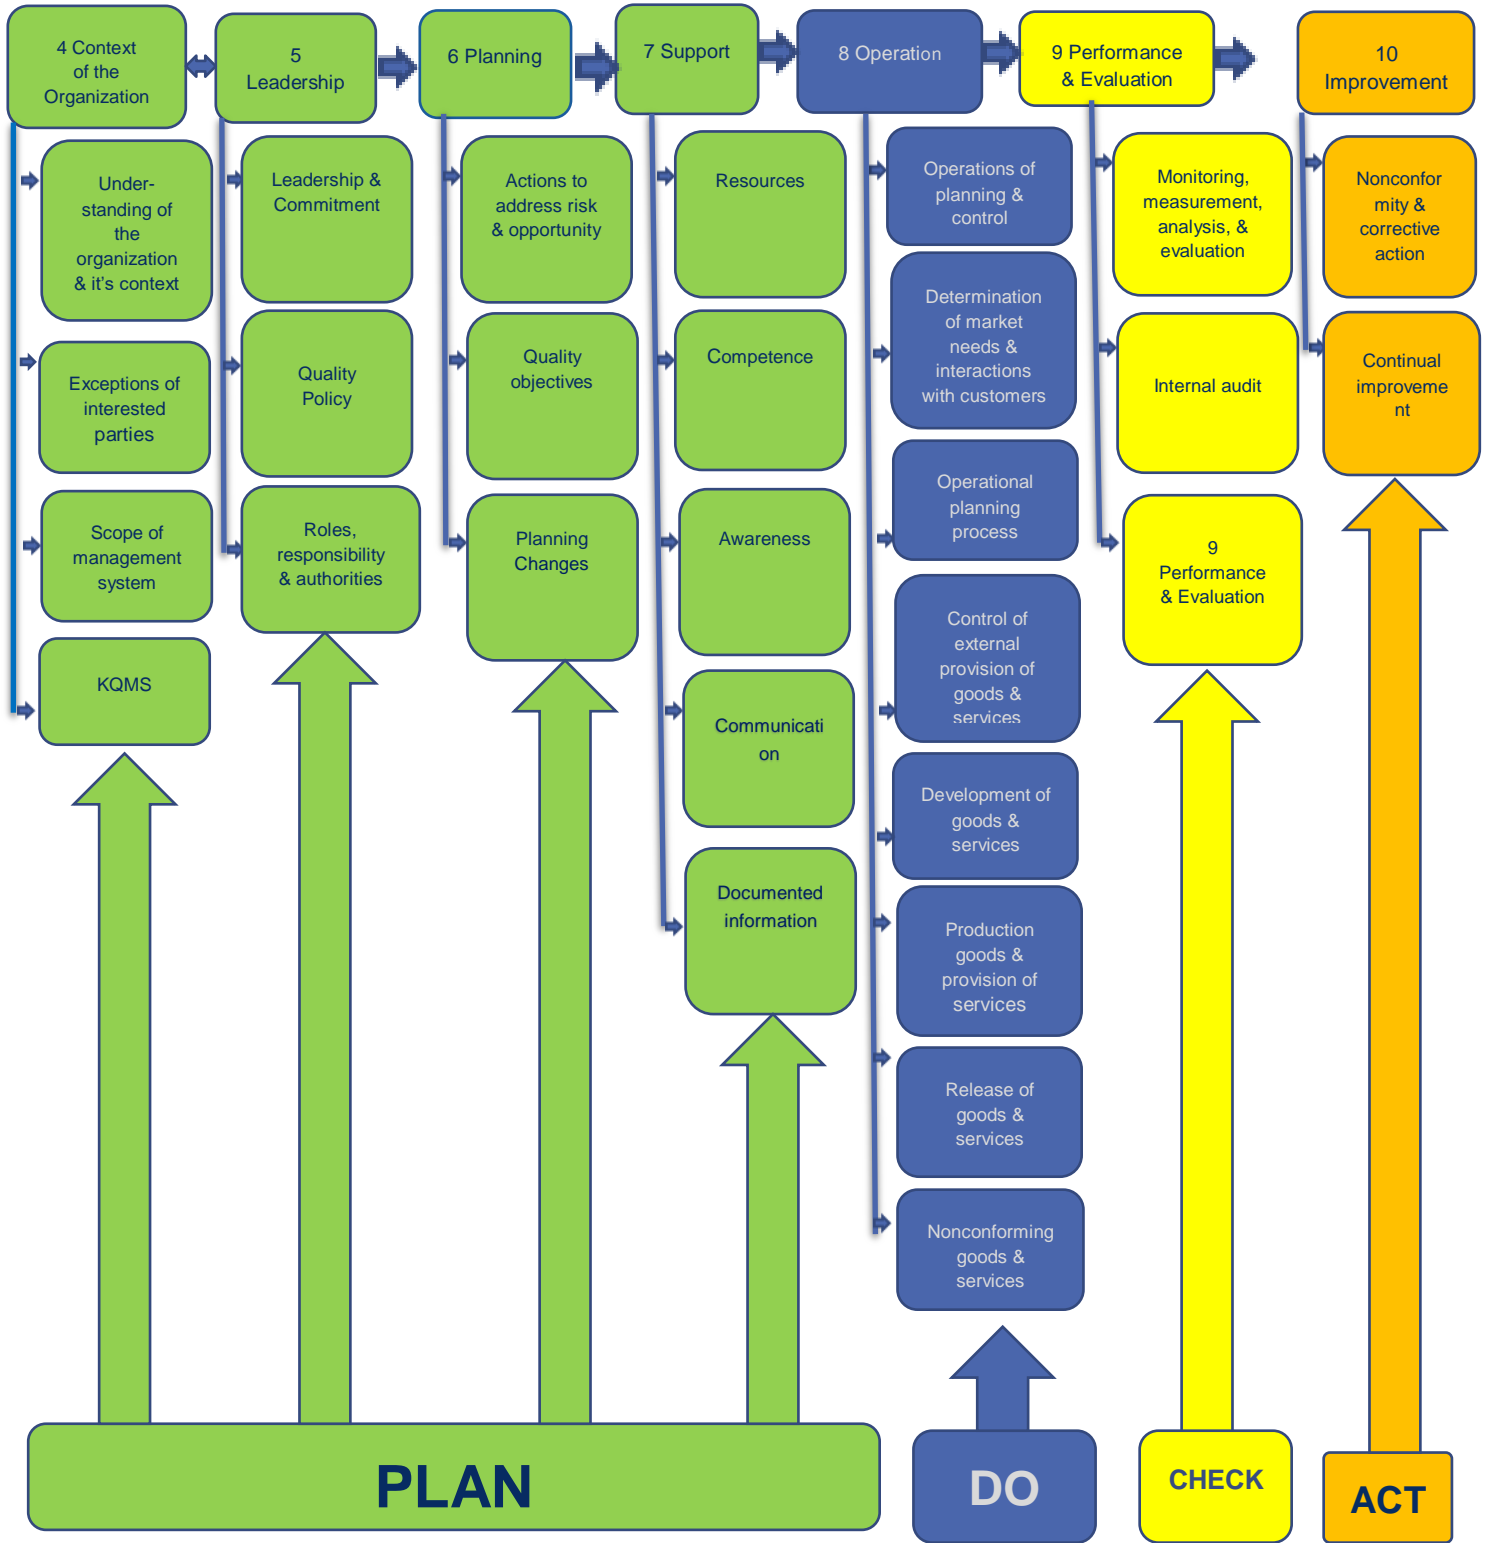 4 Context
of the
Organization
5
Leadership
6 Planning
7 Support
8 Operation
9 Performance
& Evaluation
10
Improvement
Under-
standing of
the
organization
& it's context
Exceptions of
interested
parties
Scope of
management
system
KQMS
Leadership &
Commitment
Quality
Policy
Roles,
responsibility
& authorities
Actions to
address risk
& opportunity
Quality
objectives
Planning
Changes
Resources
Competence
Awareness
Communicati
on
Documented
information
Operations of
planning &
control
Determination
of market
needs &
interactions
with customers
Operational
planning
process
Control of
external
provision of
goods &
services
Development of
goods &
services
Production
goods &
provision of
services
Release of
goods &
services
Nonconforming
goods &
services
Monitoring,
measurement,
analysis, &
evaluation
Internal audit
9
Performance
& Evaluation
Nonconfor
mity &
corrective
action
Continual
improveme
nt
PLAN
DO
CHECK
ACT